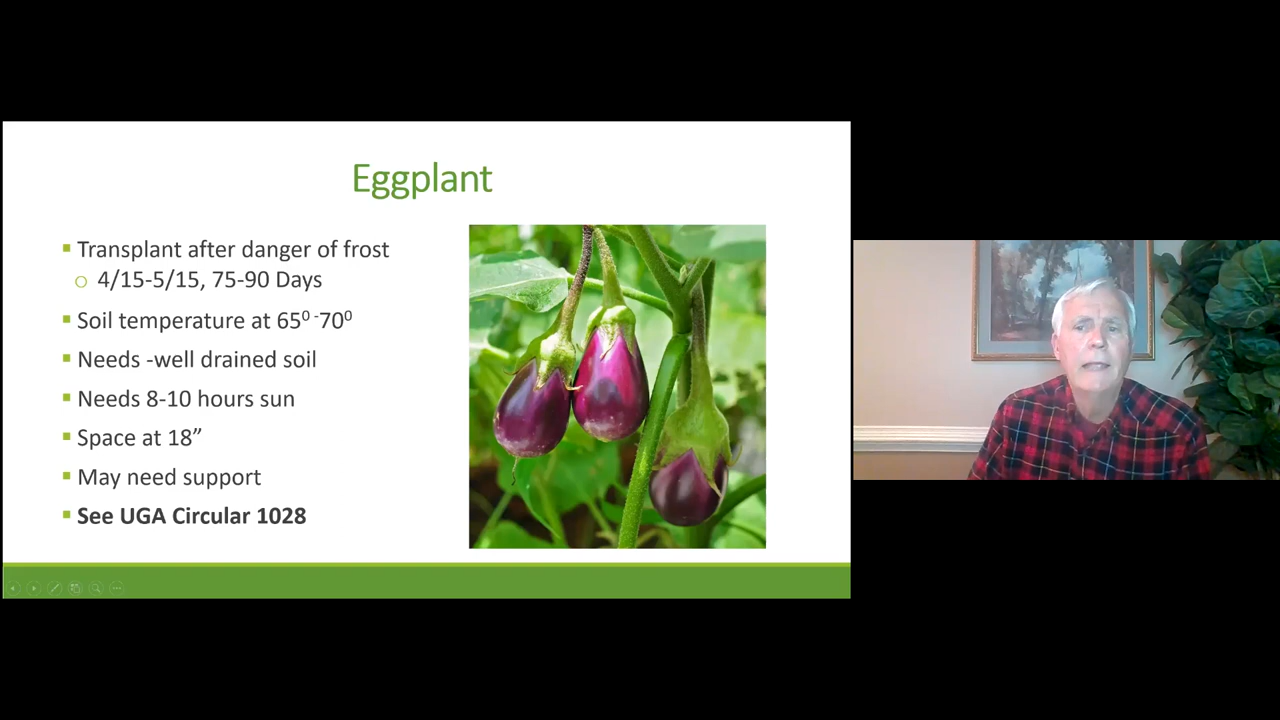 Eggplant
Transplant after danger of frost
4/15-5/15, 75-90 Days
Soil temperature at 65⁰ ⁻70⁰
Needs -well drained soil
Needs 8-10 hours sun
Space at 18”
May need support
See UGA Circular 1028